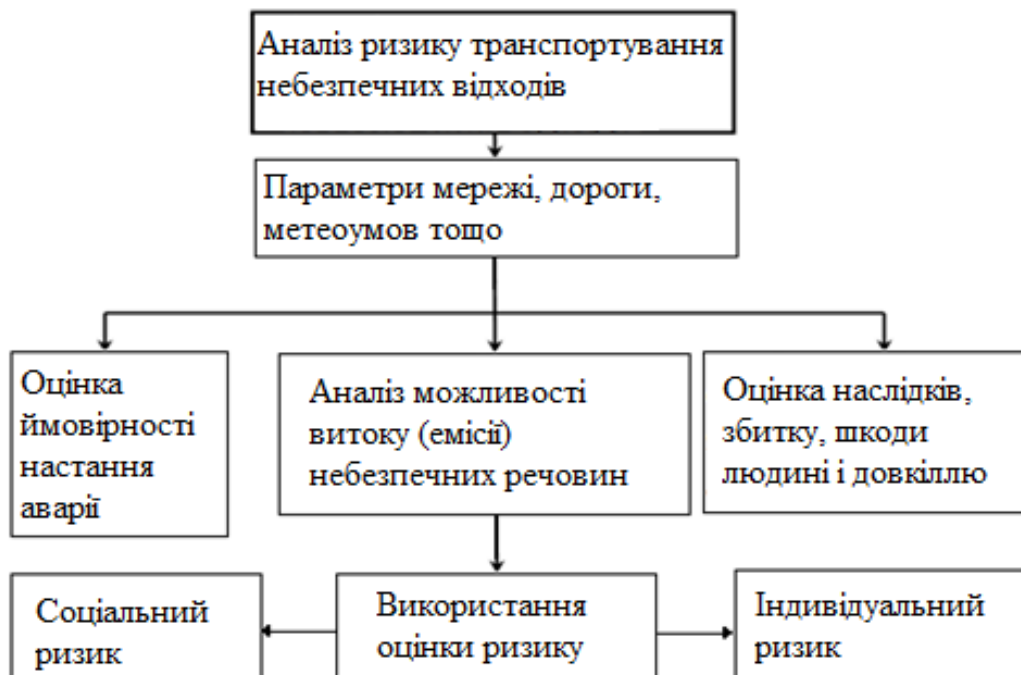 Аналіз ризику транспортування
небезпечних відходів
Параметри мережі, дороги,
метеоумов тощо
Оцінка
ймовірності
настання
аварії
Аналіз можливості
витоку (емісії)
небезпечних речовин
Оцінка наслідків,
збитку, шкоди
людині і довкіллю
Соціальний
ризик
Використання
оцінки ризику
Індивідуальний
ризик